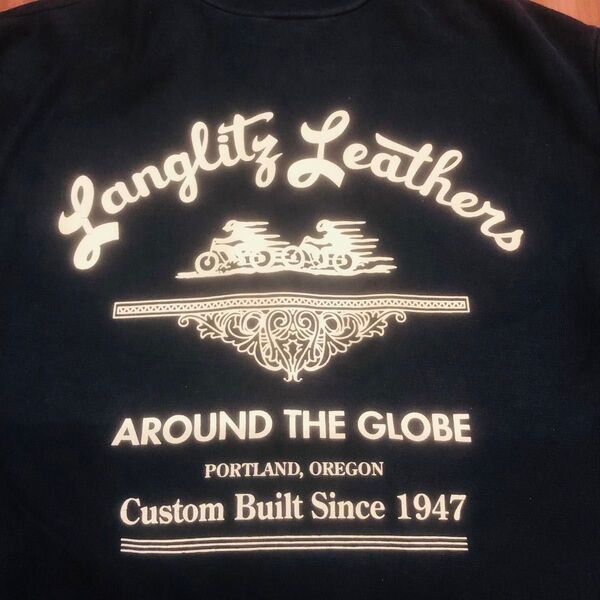 Langlitz Leathers
AROUND THE GLOBE
PORTLAND, OREGON
Custom Built Since 1947